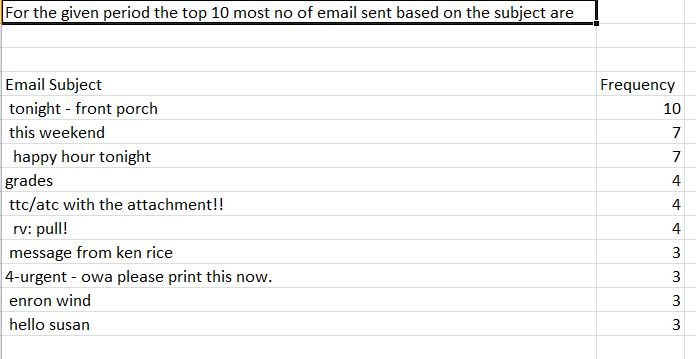 For the given period the top 10 most no of email sent based on the subject are
Email Subject Frequency
tonight - front porch 10
this weekend 7
happy hour tonight 7
grades 4
ttc/atc with the attachment!! 4
rv: pull! 4
message from ken rice 3
4-urgent - owa please print this now. 3
enron wind 3
hello susan 3